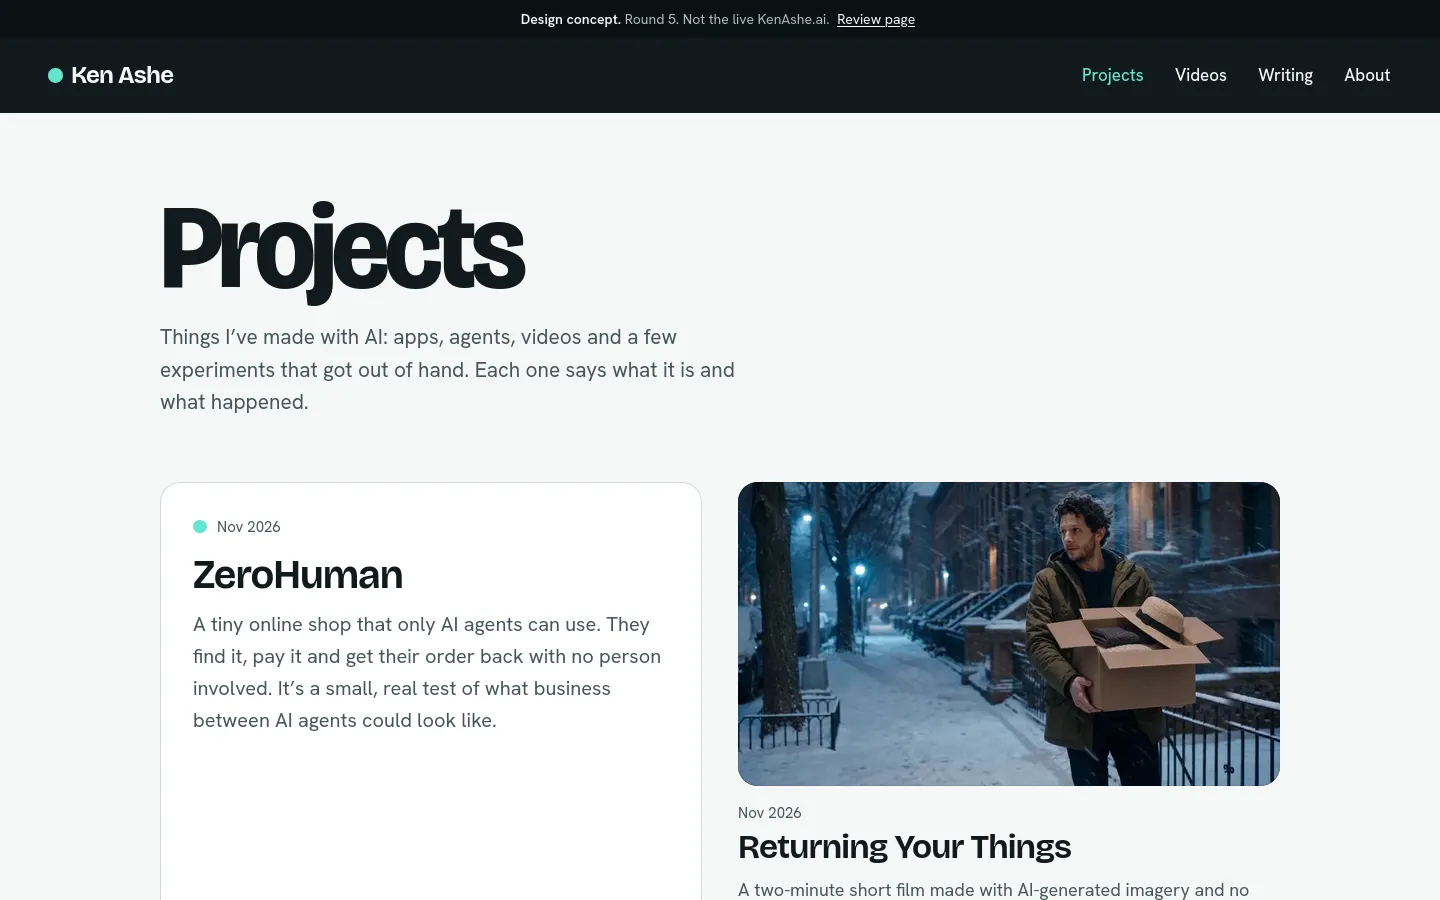 Design concept. Round 5. Not the live KenAshe.ai. Review page
Ken Ashe
Projects Videos Writing About
Projects
Things I’ve made with AI: apps, agents, videos and a few
experiments that got out of hand. Each one says what it is and
what happened.
Nov 2026
ZeroHuman
A tiny online shop that only AI agents can use. They
find it, pay it and get their order back with no person
involved. It’s a small, real test of what business
between AI agents could look like.
Nov 2026
Returning Your Things
A two-minute short film made with AI-generated imagery and no